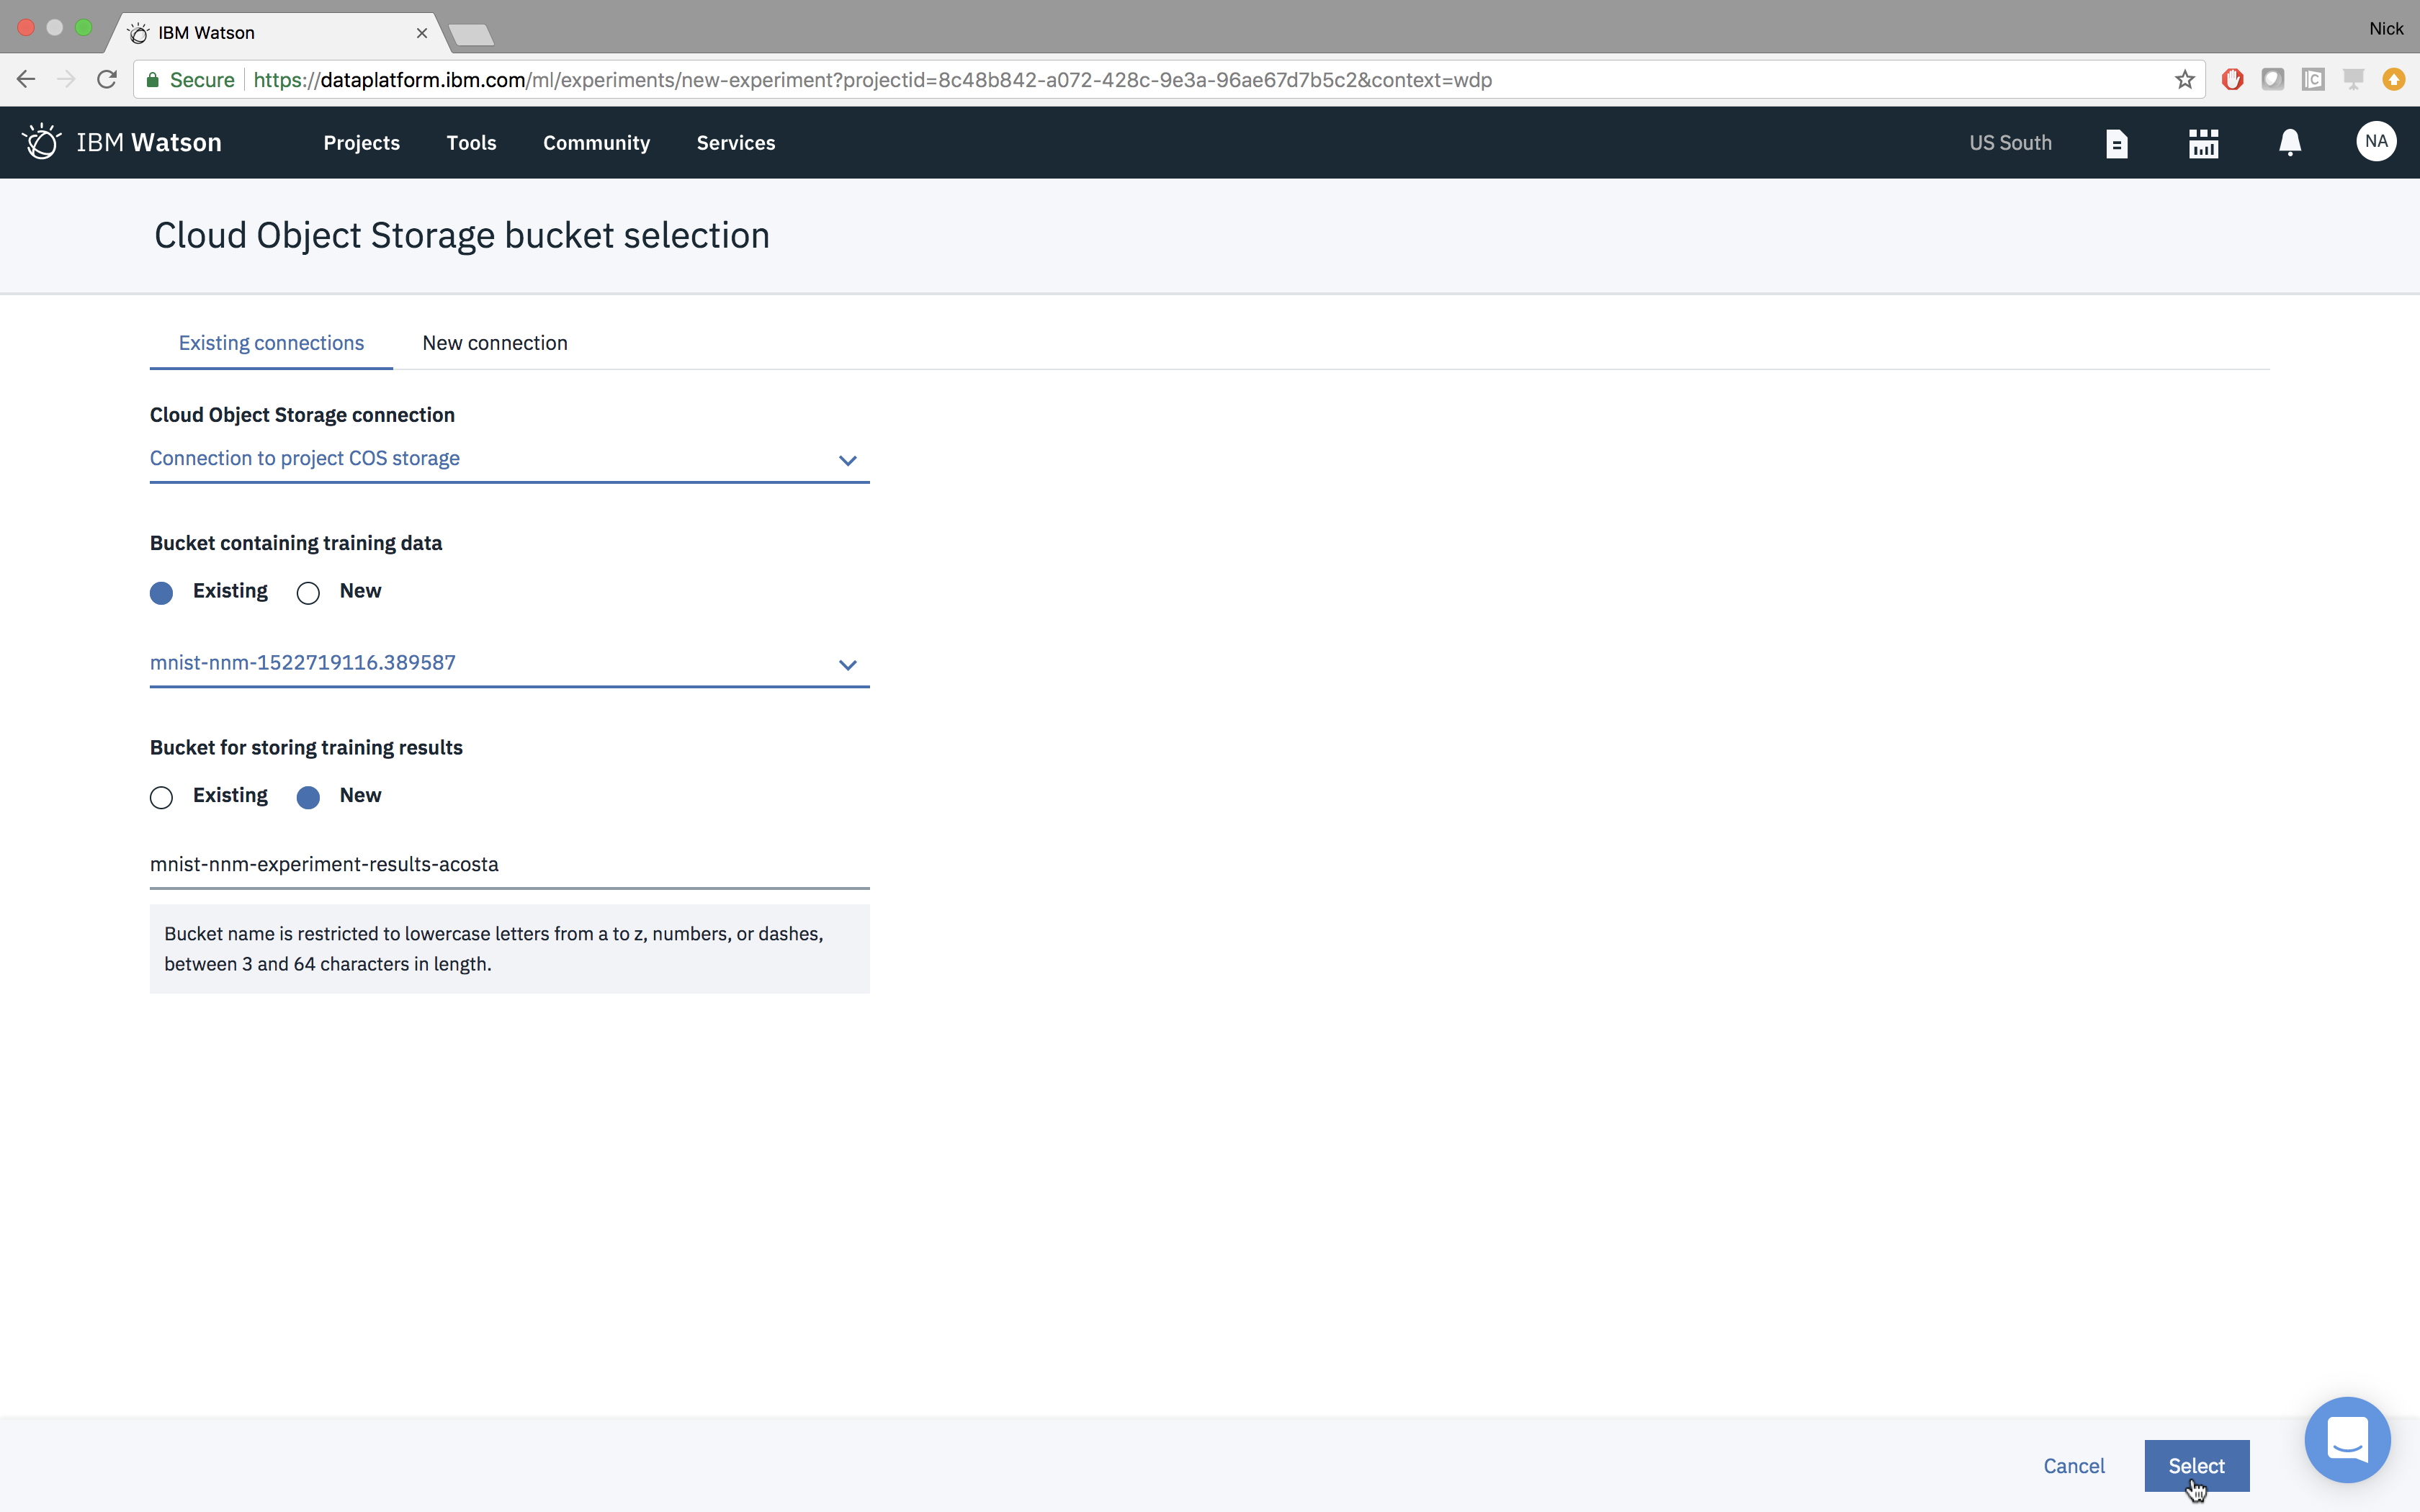 IBM Watson
Nick
Secure https://dataplatform.ibm.com/ml/experiments/new-experiment?projectid=8c48b842-a072-428c-9e3a-96ae67d7b5c2&context=wdp
IBM Watson Projects Tools Community Services US South NA
Cloud Object Storage bucket selection
Existing connections New connection
Cloud Object Storage connection
Connection to project COS storage
Bucket containing training data
Existing New
mnist-nnm-1522719116.389587
Bucket for storing training results
Existing New
mnist-nnm-experiment-results-acosta
Bucket name is restricted to lowercase letters from a to z, numbers, or dashes,
between 3 and 64 characters in length.
Cancel Select